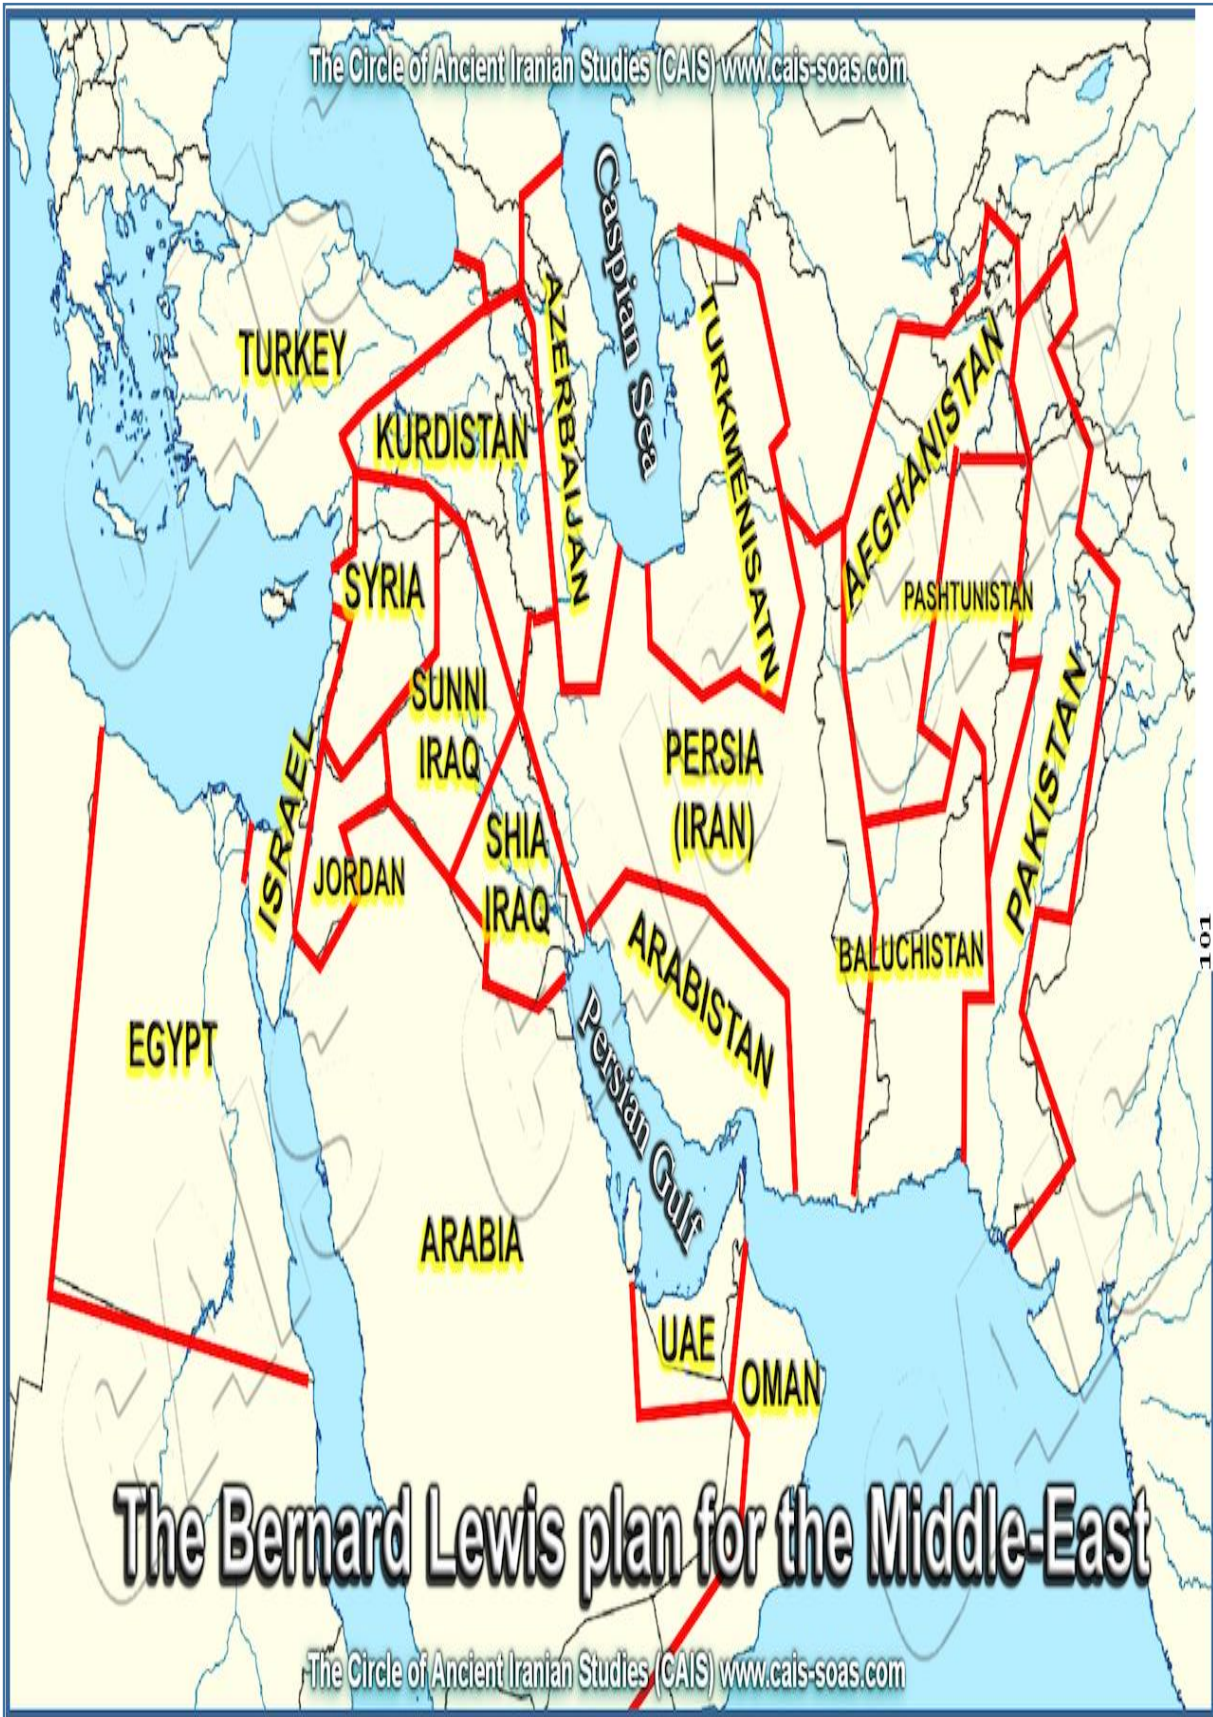 The Circle of Ancient Iranian Studies (CAIS) www.cais-soas.com
Caspian Sea
TURKEY
KURDISTAN
AZERBAIJAN
TURKMENISATN
AFGHANISTAN
SYRIA
PASHTUNISTAN
SUNNI
IRAQ
ISRAEL
PERSIA
(IRAN)
PAKISTAN
SHIA
IRAQ
JORDAN
ARABISTAN
BALUCHISTAN
101
EGYPT
Persian Gulf
ARABIA
UAE
OMAN
The Bernard Lewis plan for the Middle-East
The Circle of Ancient Iranian Studies (CAIS) www.cais-soas.com